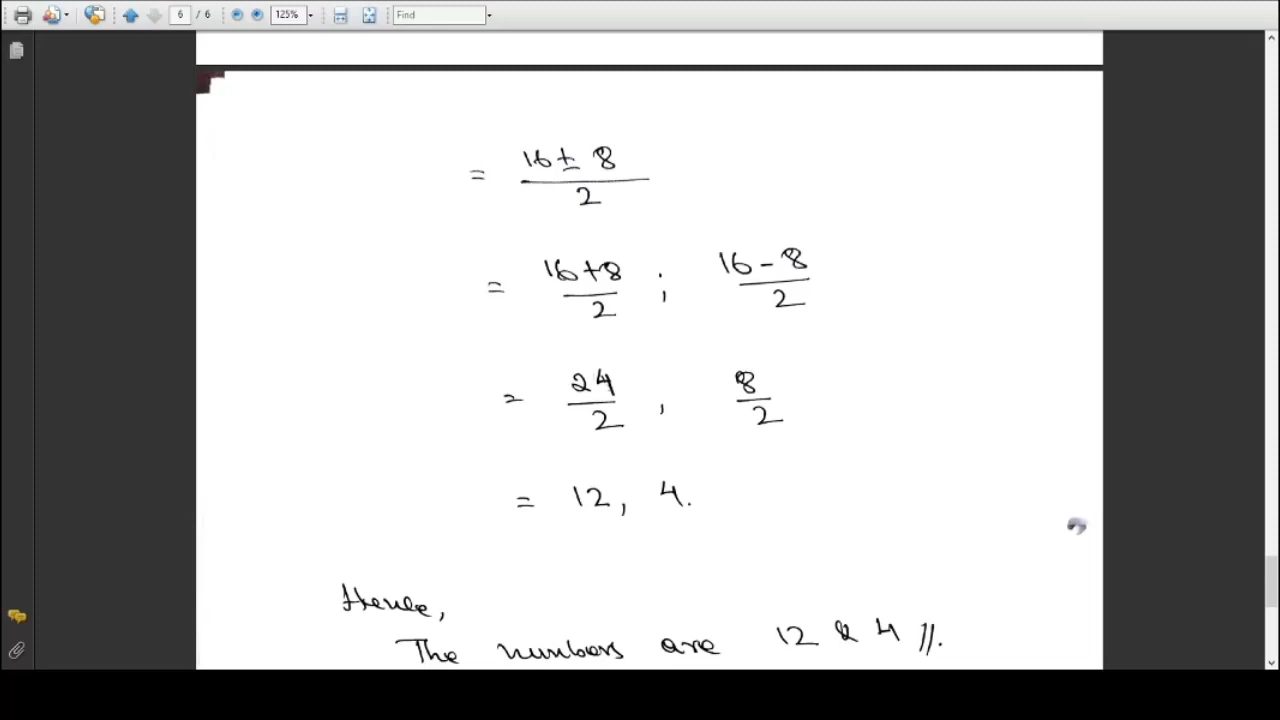 6 / 6 125% Find
= 16 ± 8 / 2
= 16+8 / 2 ; 16-8 / 2
= 24 / 2 , 8 / 2
= 12, 4.
Hence,
The numbers are 12 & 4 //.